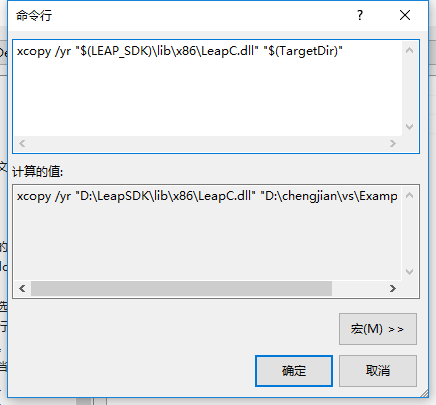 命令行
xcopy /yr "$(LEAP_SDK)\lib\x86\LeapC.dll" "$(TargetDir)"
计算的值:
xcopy /yr "D:\LeapSDK\lib\x86\LeapC.dll" "D:\chengjian\vs\Examp
宏(M) >>
确定
取消